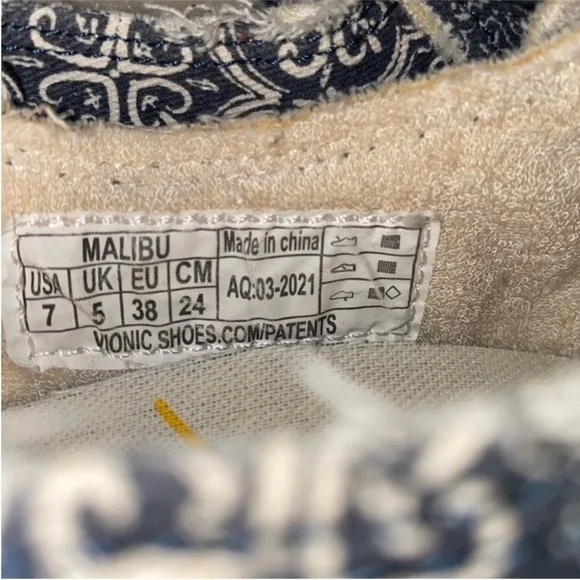 MALIBU Made in china
USA UK EU CM AQ:03-2021
7 5 38 24
VIONIC SHOES.COM/PATENTS